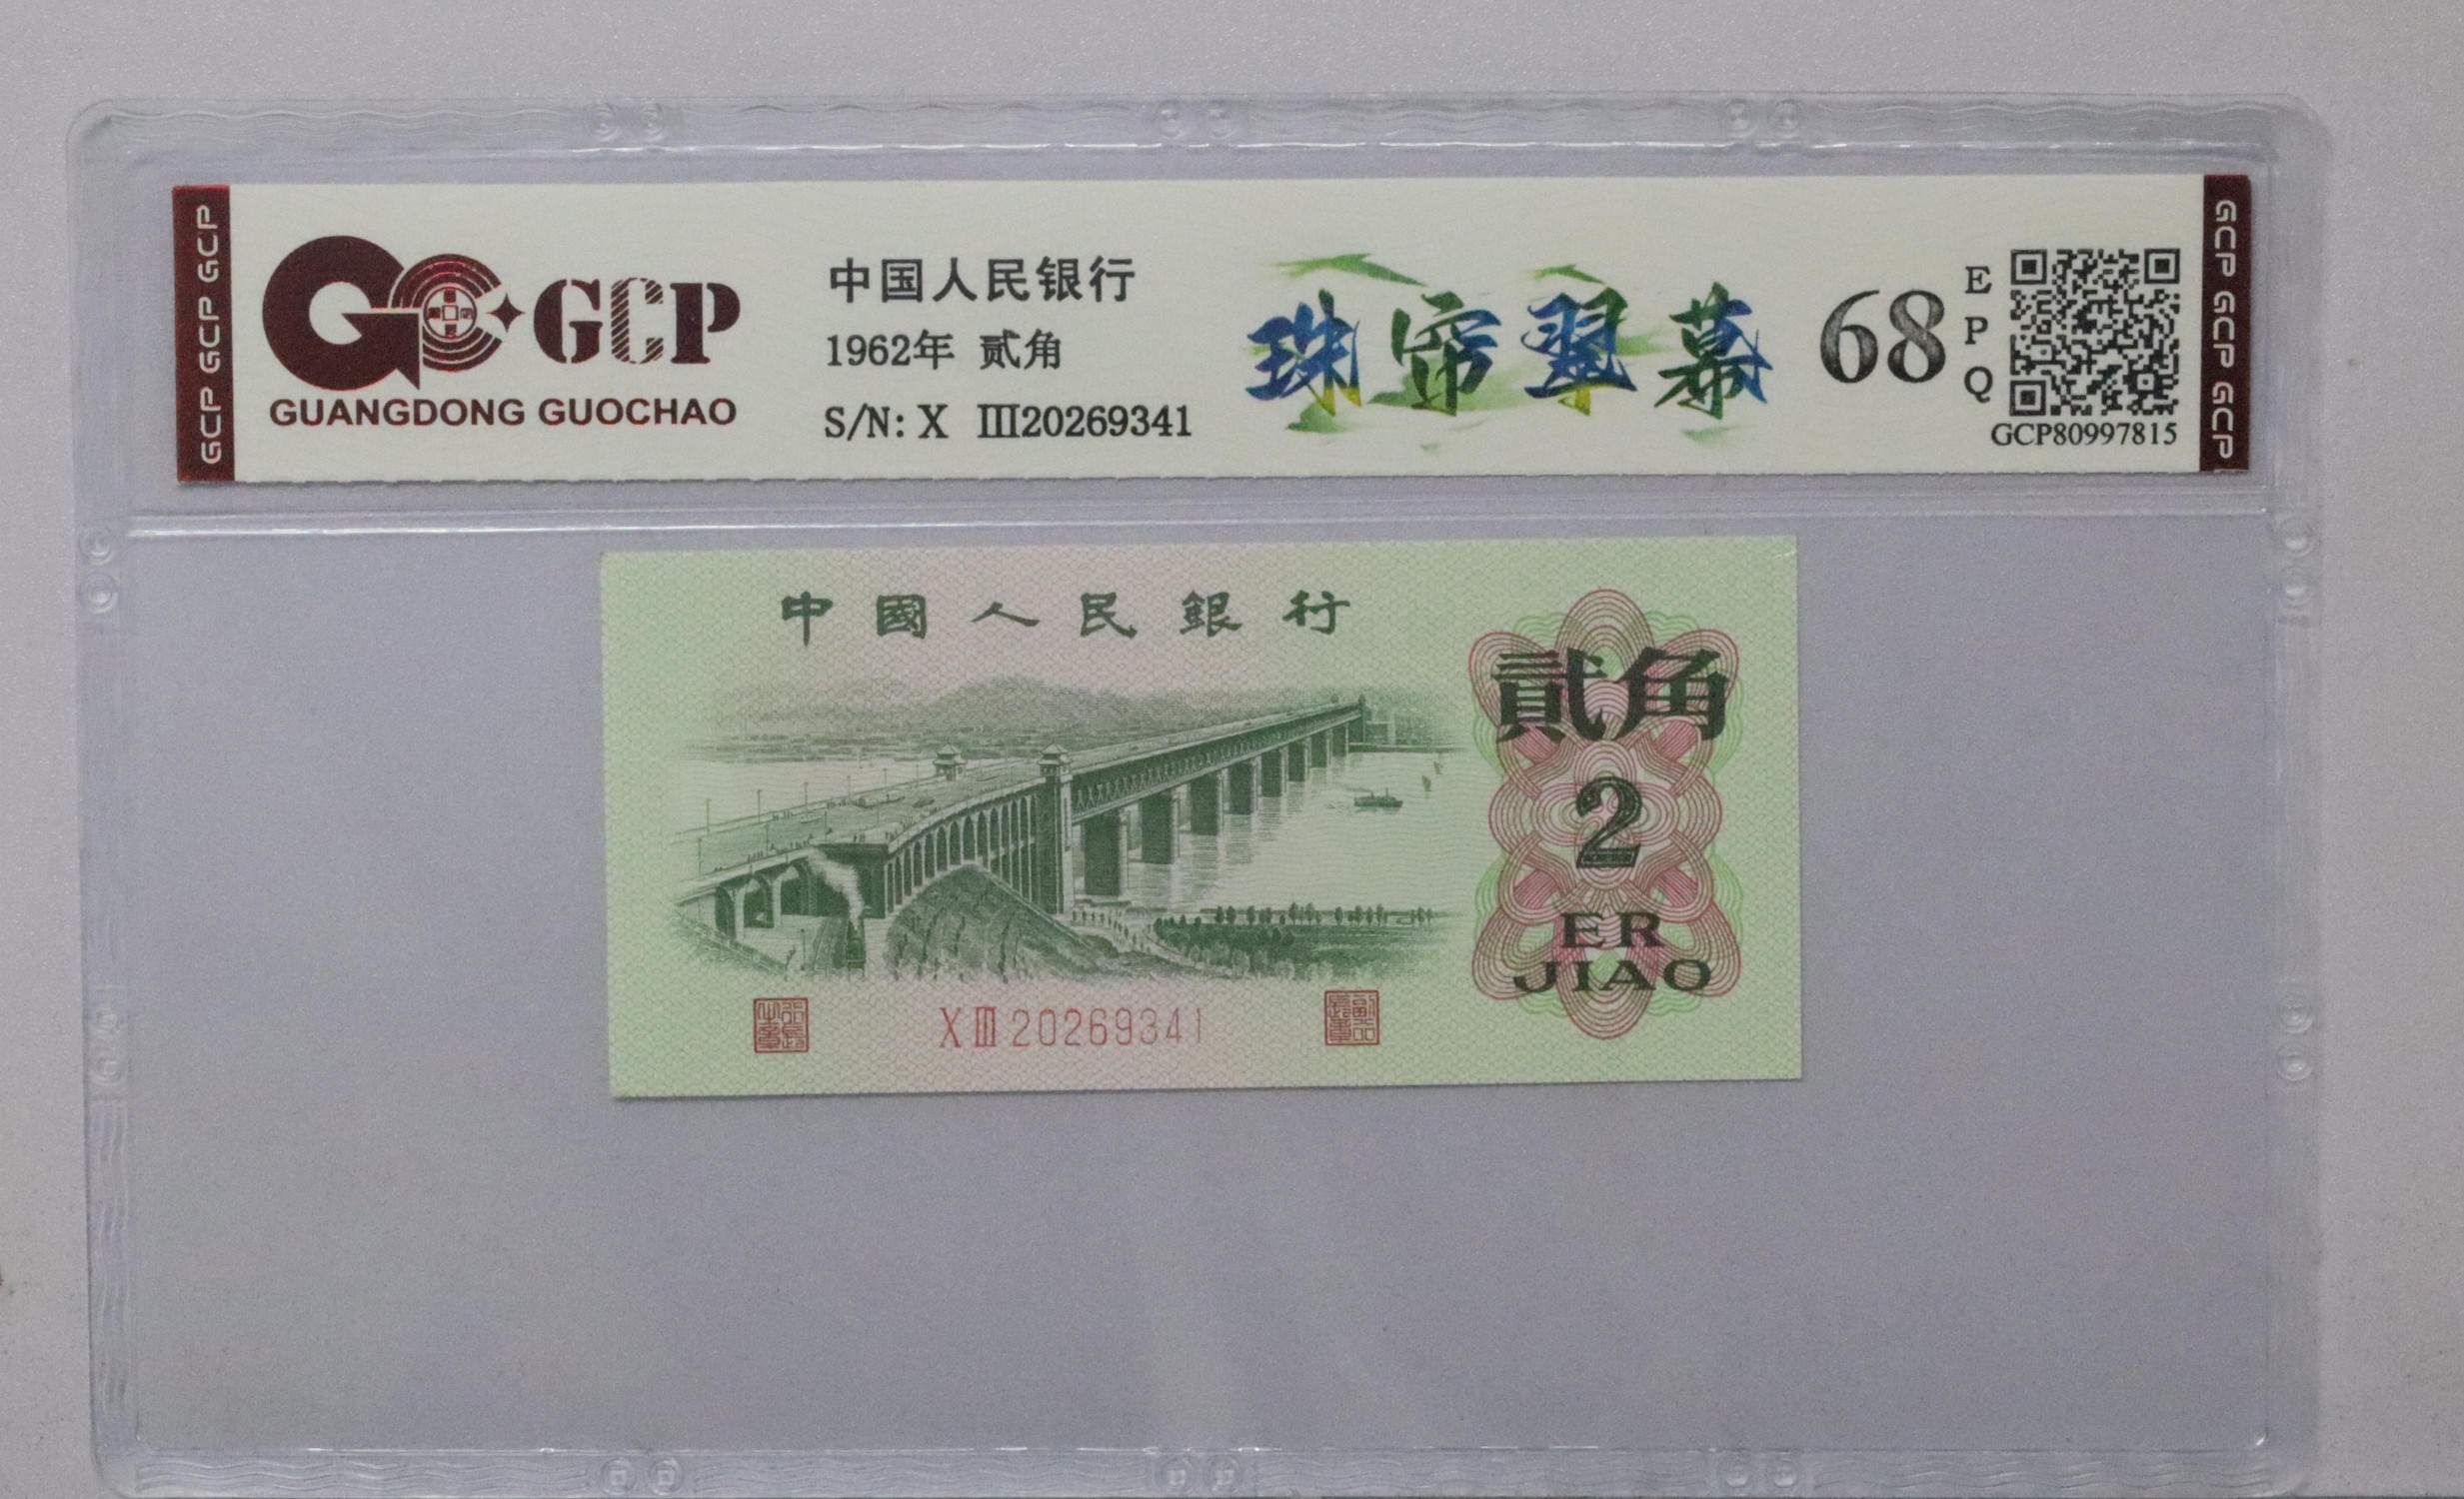 GCP GCP GCP
GCP
GUANGDONG GUOCHAO
中国人民银行
1962年 贰角
S/N: X III20269341
珠帘翠幕
68
EPQ
GCP80997815
GCP GCP GCP
中國人民銀行
貳角
2
ER
JIAO
X III 20269341